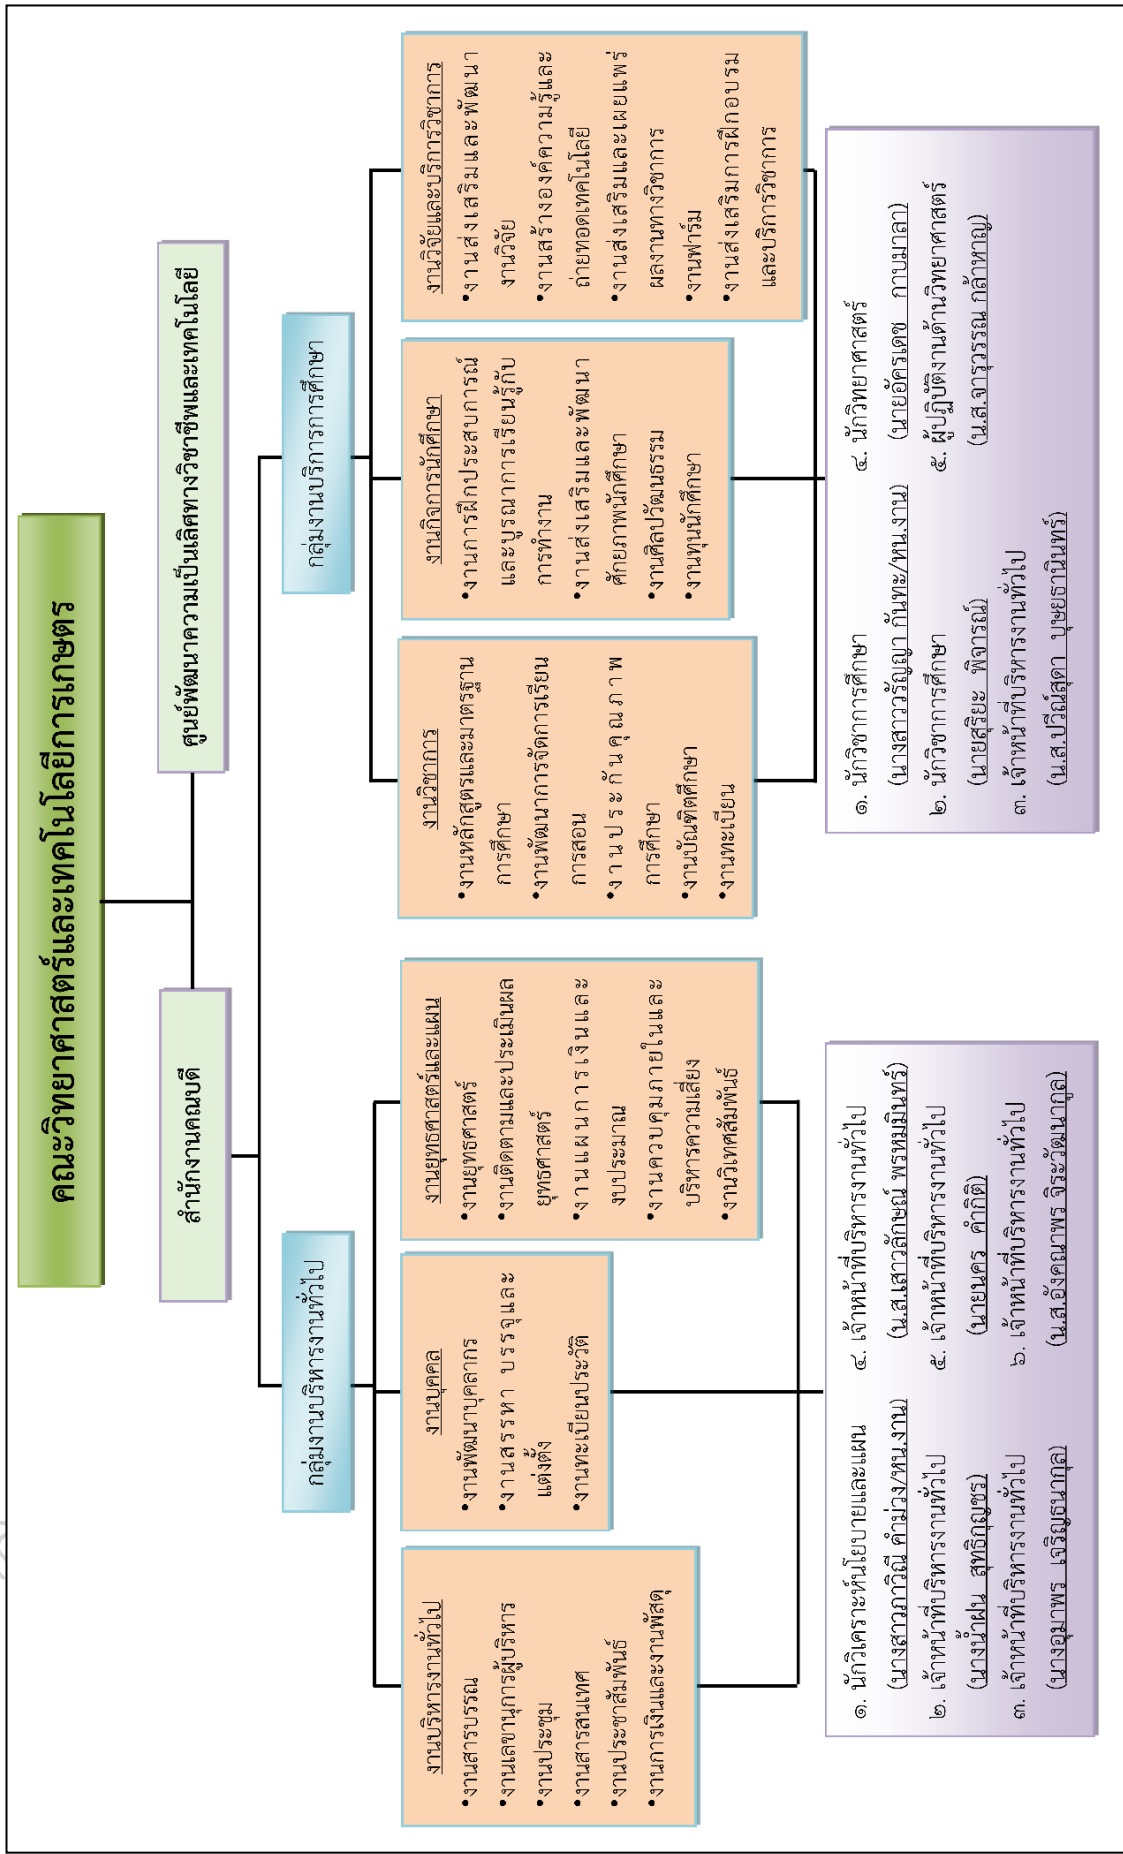 คณะวิทยาศาสตร์และเทคโนโลยีการเกษตร
สำนักงานคณบดี
ศูนย์พัฒนาความเป็นเลิศทางวิชาชีพและเทคโนโลยี
กลุ่มงานบริหารงานทั่วไป
กลุ่มงานบริการการศึกษา
งานบริหารงานทั่วไป
•งานสารบรรณ
•งานเลขานุการผู้บริหาร
•งานประชุม
•งานสารสนเทศ
•งานประชาสัมพันธ์
•งานการเงินและงานพัสดุ
งานบุคคล
•งานพัฒนาบุคลากร
•งานสรรหา บรรจุและ
แต่งตั้ง
•งานทะเบียนประวัติ
งานยุทธศาสตร์และแผน
•งานยุทธศาสตร์
•งานติดตามและประเมินผล
ยุทธศาสตร์
•งานแผนการเงินและ
งบประมาณ
•งานควบคุมภายในและ
บริหารความเสี่ยง
•งานวิเทศสัมพันธ์
งานวิชาการ
•งานหลักสูตรและมาตรฐาน
การศึกษา
•งานพัฒนาการจัดการเรียน
การสอน
•งานประกันคุณภาพ
การศึกษา
•งานบัณฑิตศึกษา
•งานทะเบียน
งานกิจการนักศึกษา
•งานการฝึกประสบการณ์
และบูรณาการเรียนรู้กับ
การทำงาน
•งานส่งเสริมและพัฒนา
ศักยภาพนักศึกษา
•งานศิลปวัฒนธรรม
•งานทุนนักศึกษา
งานวิจัยและบริการวิชาการ
•งานส่งเสริมและพัฒนา
งานวิจัย
•งานสร้างองค์ความรู้และ
ถ่ายทอดเทคโนโลยี
•งานส่งเสริมและเผยแพร่
ผลงานทางวิชาการ
•งานฟาร์ม
•งานส่งเสริมการฝึกอบรม
และบริการวิชาการ
๑. นักวิเคราะห์นโยบายและแผน
(นางสาวภาวิณี คำม่วง/หน.งาน)
๒. เจ้าหน้าที่บริหารงานทั่วไป
(นางน้ำฝน สุทธิกุญชร)
๓. เจ้าหน้าที่บริหารงานทั่วไป
(นางอุมาพร เจริญธนากุล)
๔. เจ้าหน้าที่บริหารงานทั่วไป
(น.ส.เสาวลักษณ์ พรหมมินทร์)
๕. เจ้าหน้าที่บริหารงานทั่วไป
(นายนคร คำกิติ)
๖. เจ้าหน้าที่บริหารงานทั่วไป
(น.ส.อังคณาพร จิระวัฒนากูล)
๑. นักวิชาการศึกษา
(นางสาววรัญญา กันทะ/หน.งาน)
๒. นักวิชาการศึกษา
(นายสุริยะ พิจารณ์)
๓. เจ้าหน้าที่บริหารงานทั่วไป
(น.ส.ปวีณ์สุดา บุษยธานินทร์)
๔. นักวิทยาศาสตร์
(นายอัครเดช กาบมาลา)
๕. ผู้ปฏิบัติงานด้านวิทยาศาสตร์
(น.ส.จารุวรรณ กล้าหาญ)